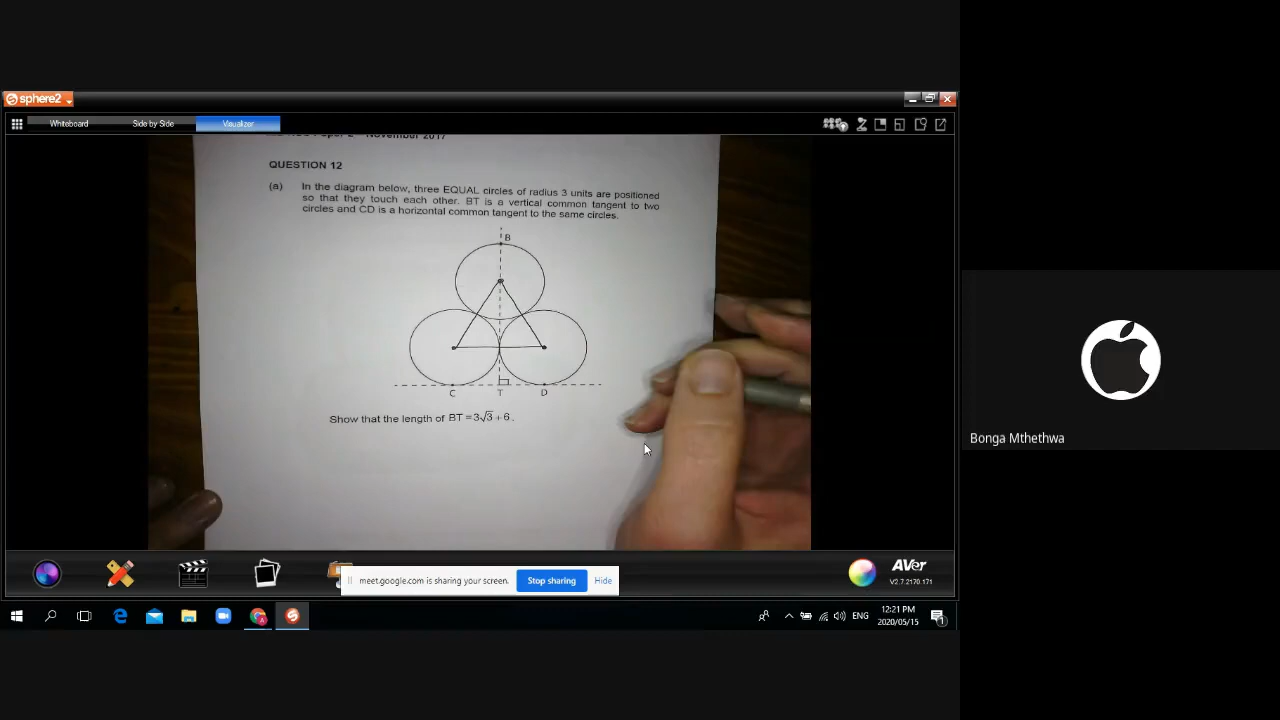 sphere2
Whiteboard
Side by Side
Visualizer
November 2017
QUESTION 12
(a) In the diagram below, three EQUAL circles of radius 3 units are positioned
so that they touch each other. BT is a vertical common tangent to two
circles and CD is a horizontal common tangent to the same circles.
B
C T D
Show that the length of BT = 3√3 + 6.
Bonga Mthethwa
meet.google.com is sharing your screen.
Stop sharing
Hide
AVer
V2.7.2170.171
ENG
12:21 PM
2020/05/15
1